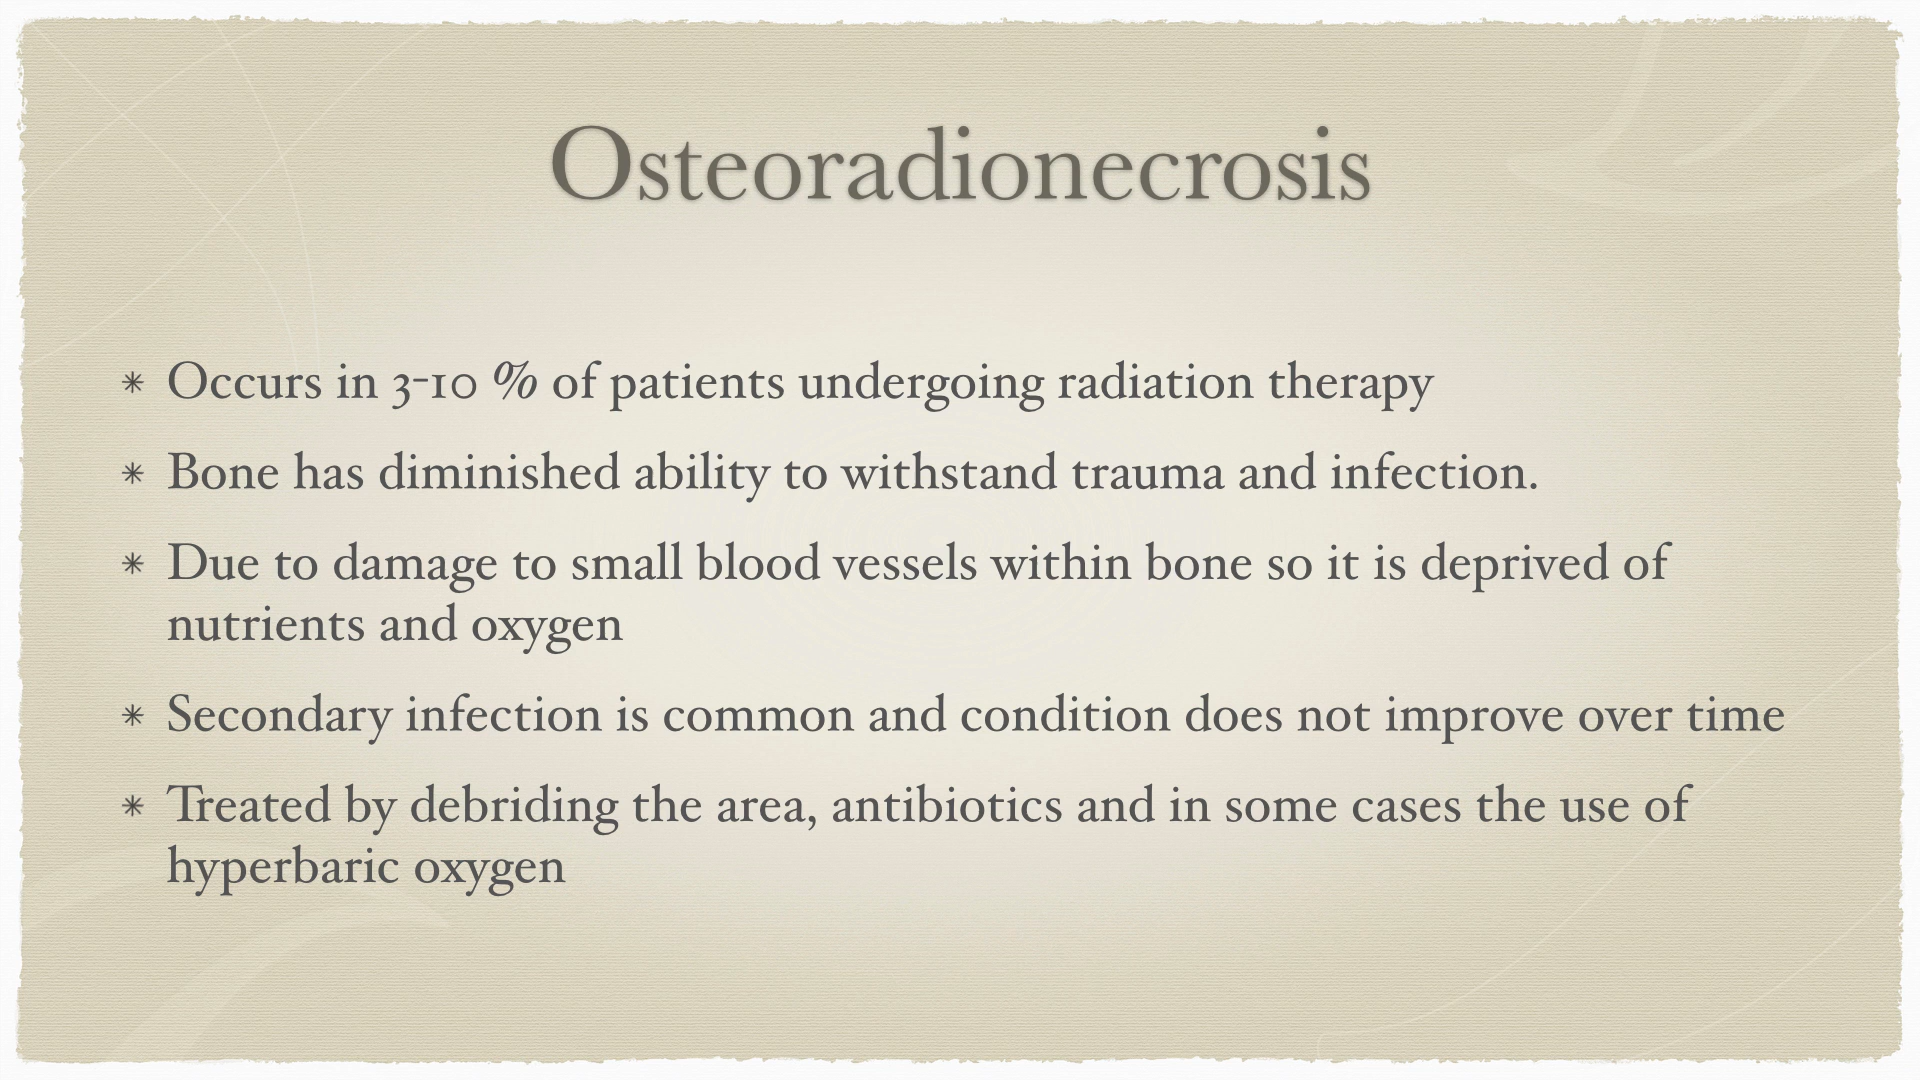 Osteoradionecrosis
✴ Occurs in 3-10 % of patients undergoing radiation therapy
✴ Bone has diminished ability to withstand trauma and infection.
✴ Due to damage to small blood vessels within bone so it is deprived of
nutrients and oxygen
✴ Secondary infection is common and condition does not improve over time
✴ Treated by debriding the area, antibiotics and in some cases the use of
hyperbaric oxygen